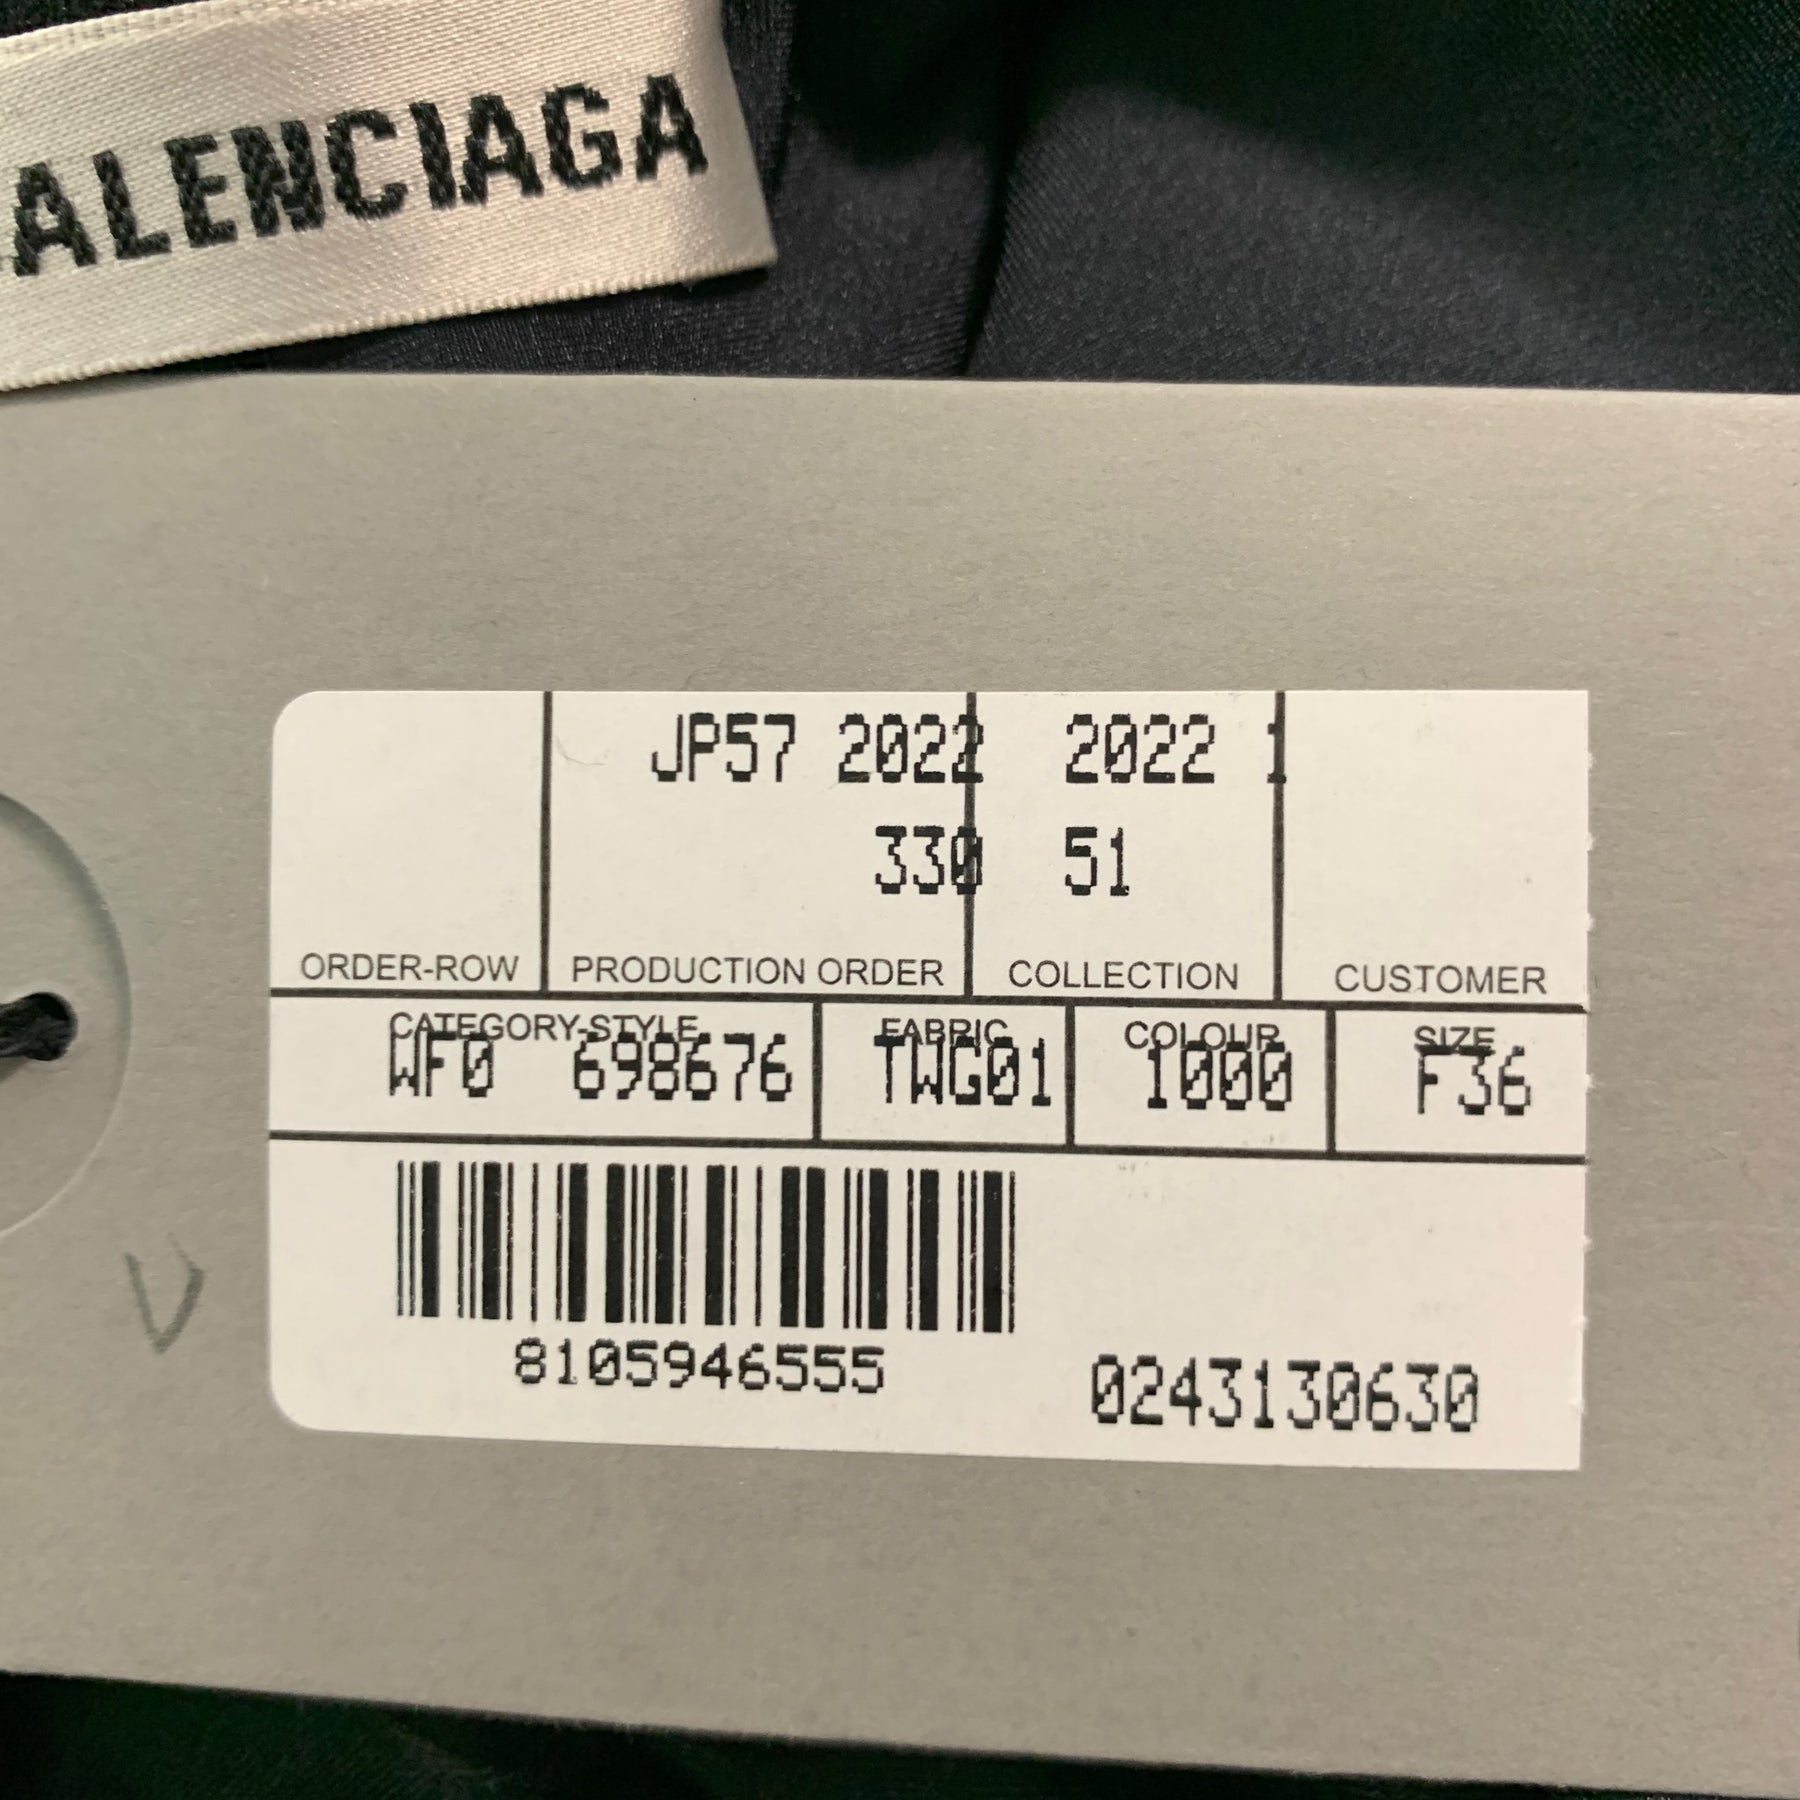 ALENCIAGA
JP57 2022 2022 1
330 51
ORDER-ROW PRODUCTION ORDER COLLECTION CUSTOMER
CATEGORY-STYLE FABRIC COLOUR SIZE
WF0 698676 TWG01 1000 F36
8105946555
0243130630
V